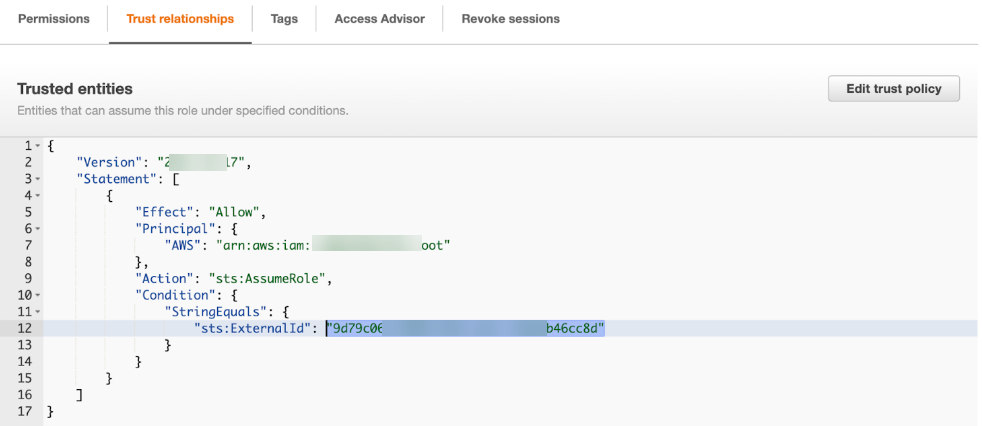 Permissions Trust relationships Tags Access Advisor Revoke sessions
Trusted entities
Edit trust policy
Entities that can assume this role under specified conditions.
1 {
2 "Version": "2 17",
3 "Statement": [
4 {
5 "Effect": "Allow",
6 "Principal": {
7 "AWS": "arn:aws:iam: oot"
8 },
9 "Action": "sts:AssumeRole",
10 "Condition": {
11 "StringEquals": {
12 "sts:ExternalId": "9d79c06 b46cc8d"
13 }
14 }
15 }
16 ]
17 }